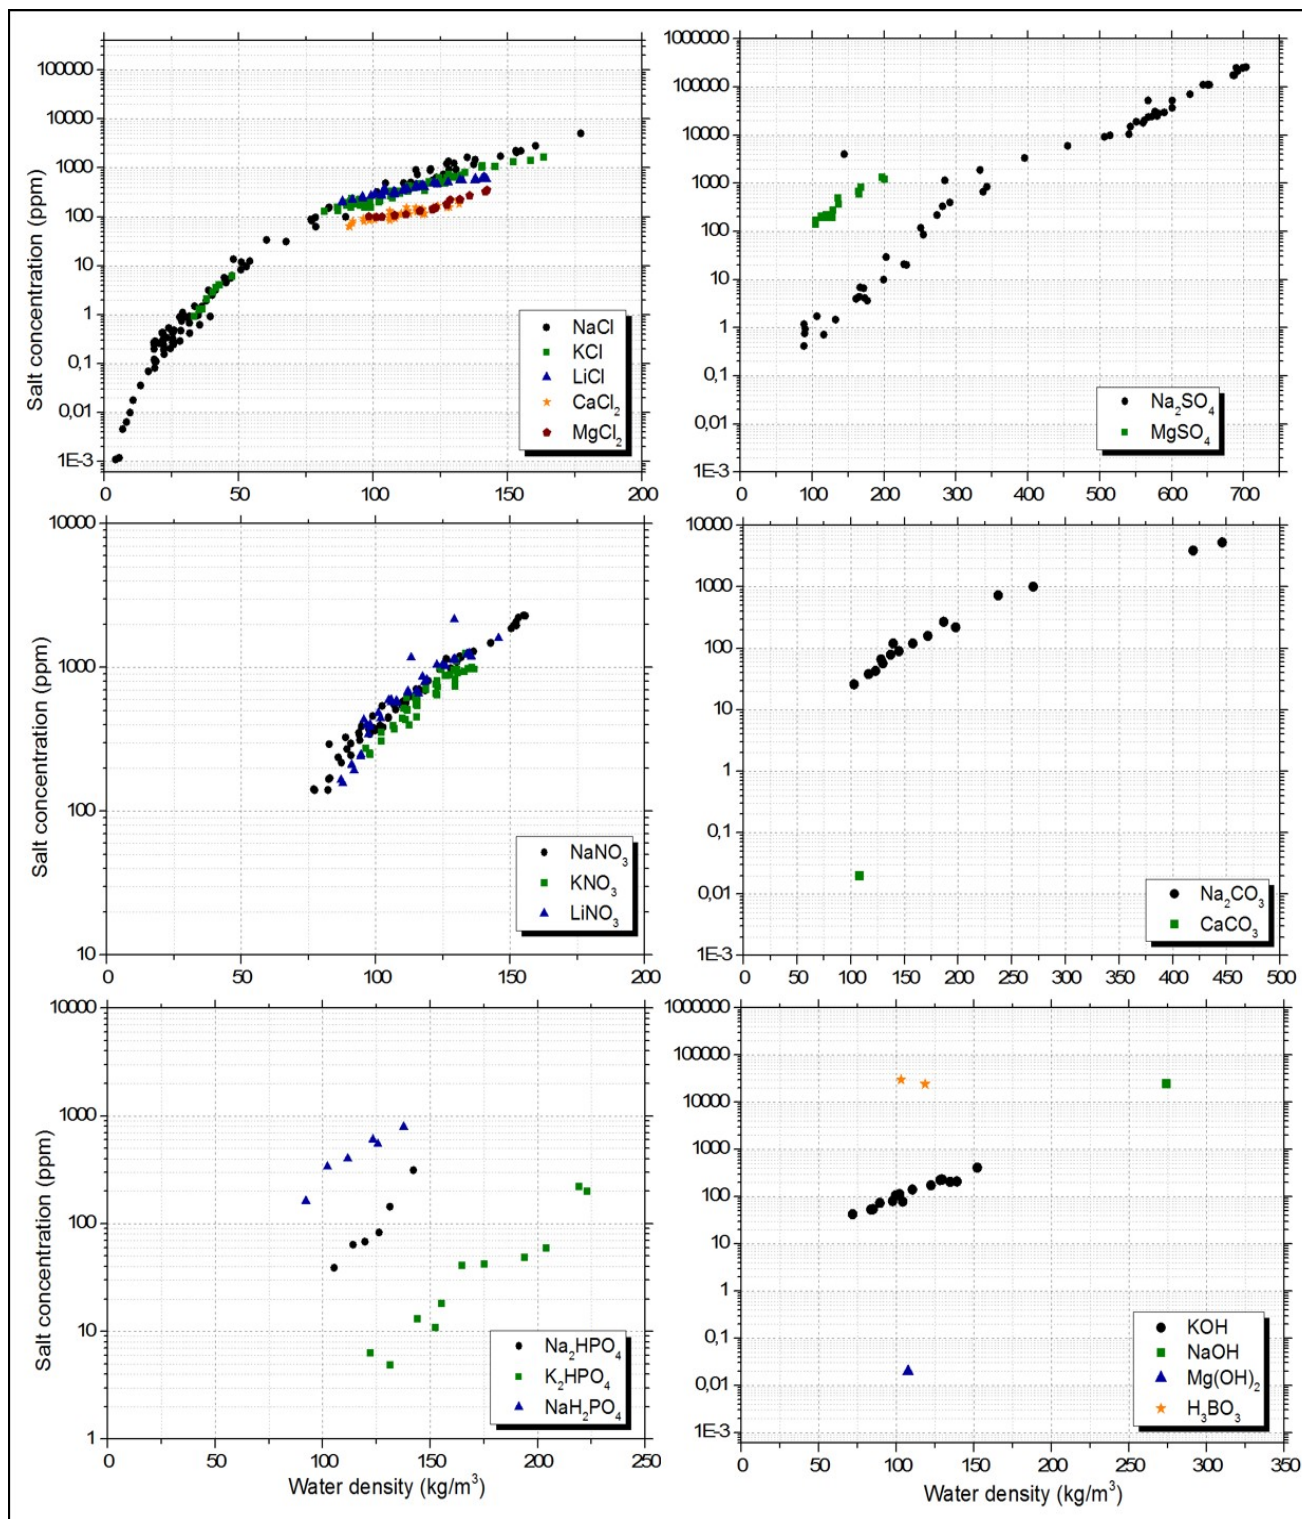 Salt concentration (ppm)
100000
10000
1000
100
10
1
0,1
0,01
1E-3
0 50 100 150 200
NaCl
KCl
LiCl
CaCl₂
MgCl₂
1000000
100000
10000
1000
100
10
1
0,1
0,01
1E-3
0 100 200 300 400 500 600 700
Na₂SO₄
MgSO₄
Salt concentration (ppm)
10000
1000
100
10
0 50 100 150 200
NaNO₃
KNO₃
LiNO₃
10000
1000
100
10
1
0,1
0,01
1E-3
0 50 100 150 200 250 300 350 400 450 500
Na₂CO₃
CaCO₃
Salt concentration (ppm)
10000
1000
100
10
1
0 50 100 150 200 250
Na₂HPO₄
K₂HPO₄
NaH₂PO₄
Water density (kg/m³)
1000000
100000
10000
1000
100
10
1
0,1
0,01
1E-3
0 50 100 150 200 250 300 350
KOH
NaOH
Mg(OH)₂
H₃BO₃
Water density (kg/m³)